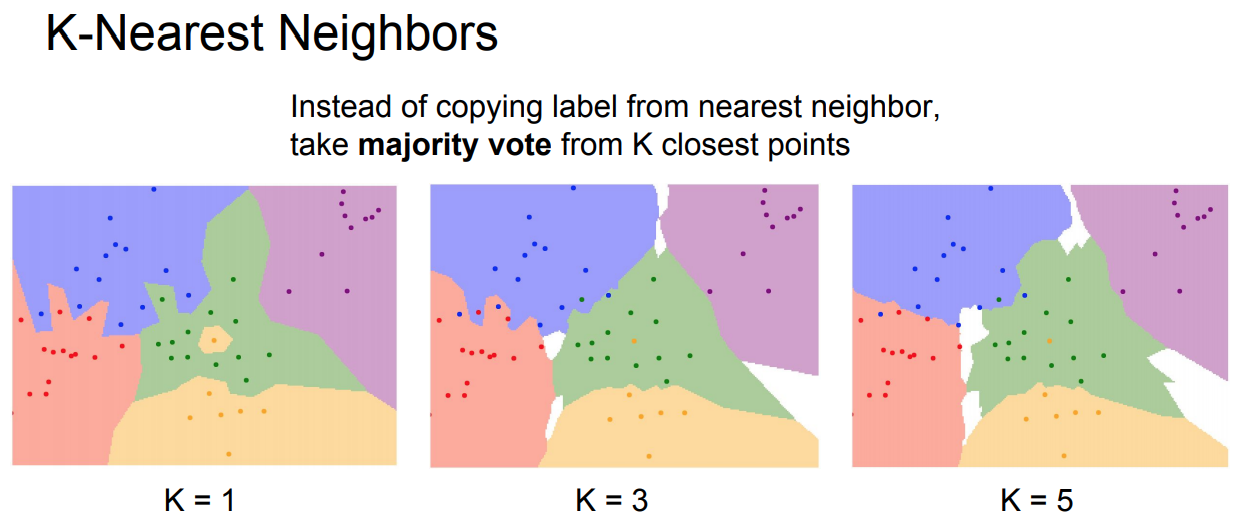 K-Nearest Neighbors
Instead of copying label from nearest neighbor,
take majority vote from K closest points
K = 1
K = 3
K = 5